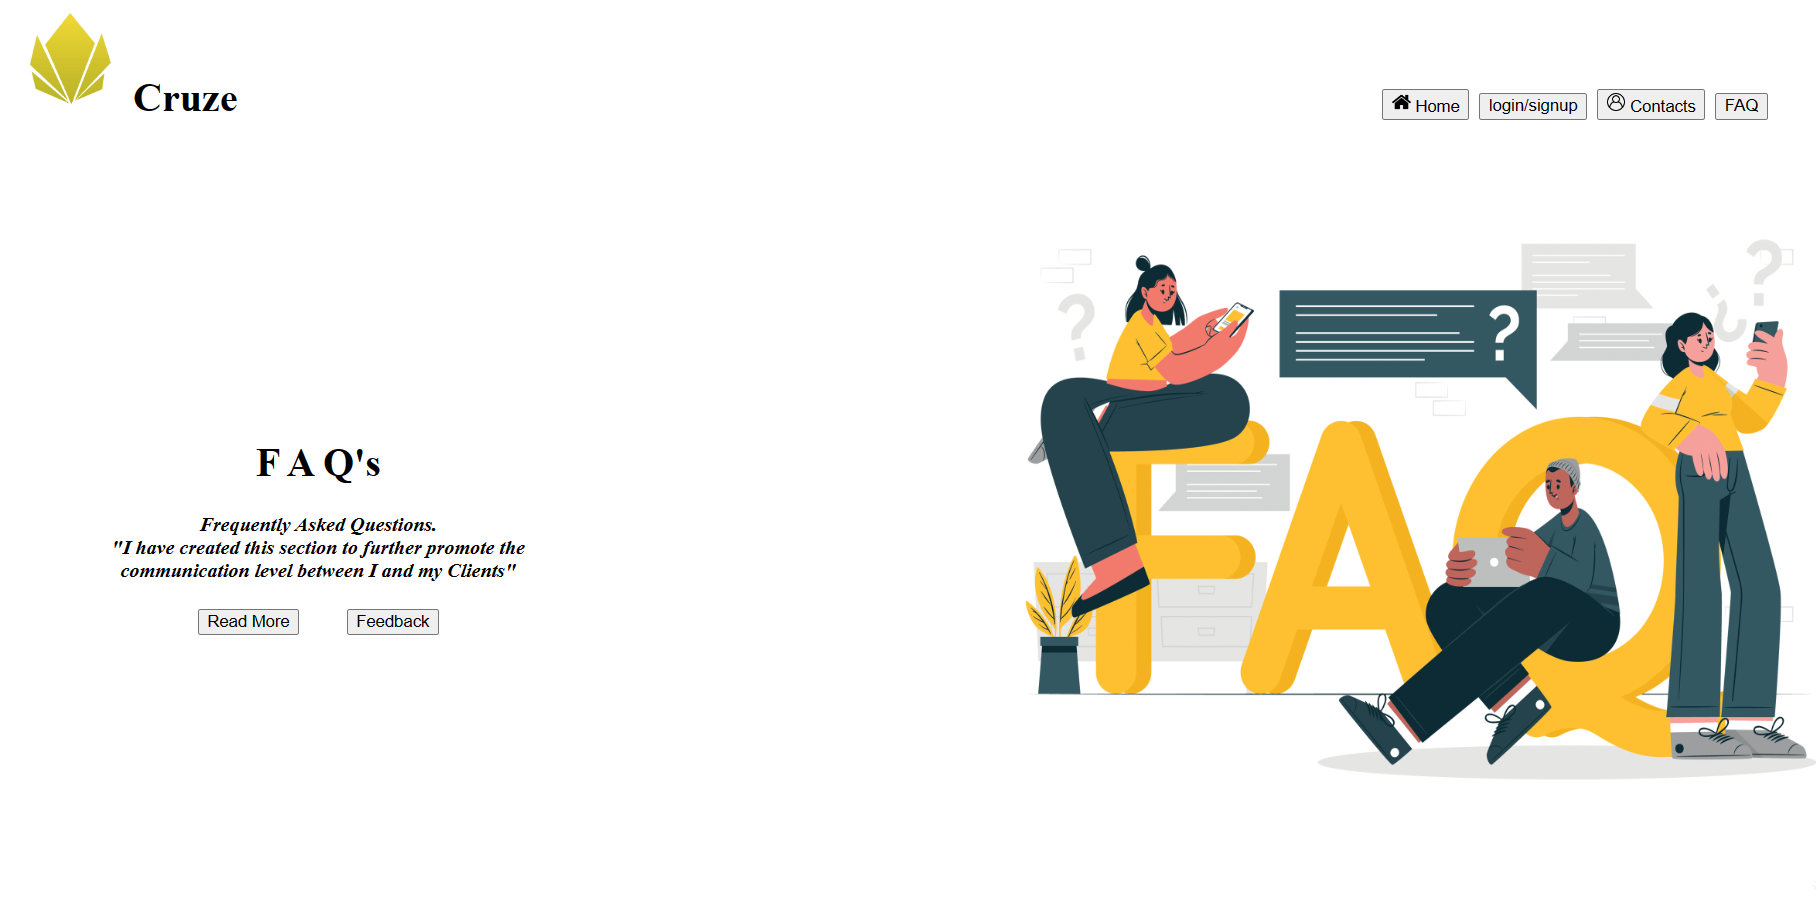 Cruze
Home
login/signup
Contacts
FAQ
F A Q's
Frequently Asked Questions.
"I have created this section to further promote the
communication level between I and my Clients"
Read More
Feedback
?
?
?
?
FAQ